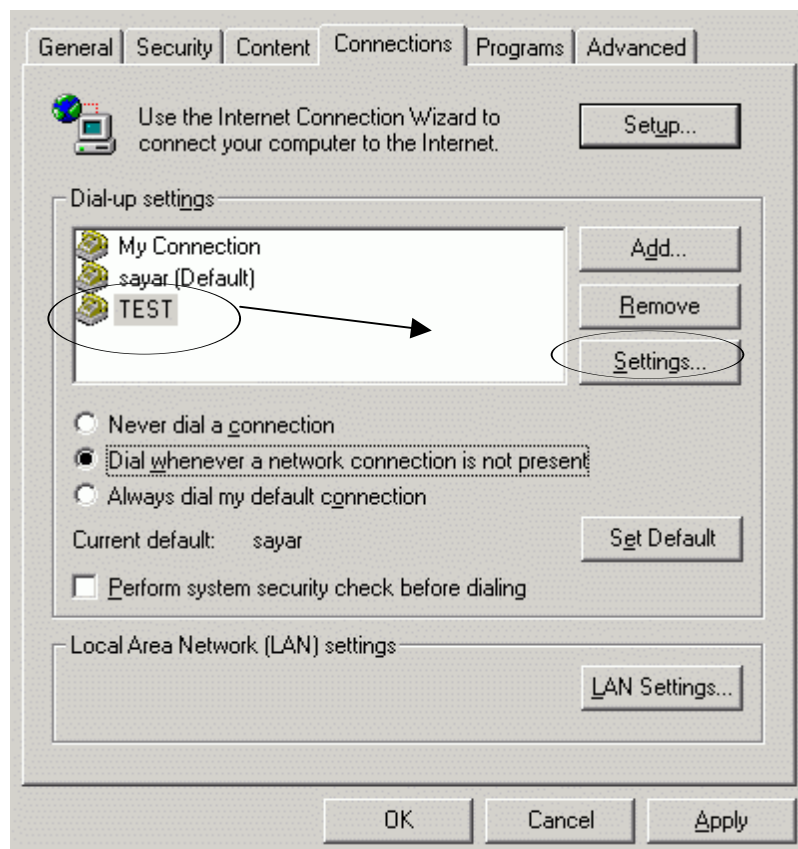 General Security Content Connections Programs Advanced
Use the Internet Connection Wizard to
connect your computer to the Internet.
Setup...
Dial-up settings
My Connection
sayar (Default)
TEST
Add...
Remove
Settings...
Never dial a connection
Dial whenever a network connection is not present
Always dial my default connection
Current default: sayar
Set Default
Perform system security check before dialing
Local Area Network (LAN) settings
LAN Settings...
OK Cancel Apply